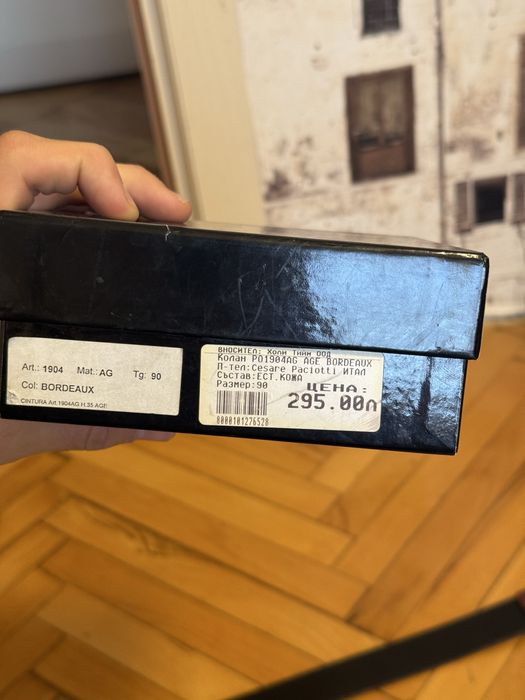 Art.: 1904 Mat.: AG Tg: 90
Col: BORDEAUX
CINTURA Art.1904AG H.35 AGE
ВНОСИТЕЛ: Холи Тийм ООД
Колан PO1904AG AGE BORDEAUX
П-тел:Cesare Paciotti ИТАЛ
Състав:ЕСТ.КОЖА
Размер:90
ЦЕНА:
295.00л
8000101276528